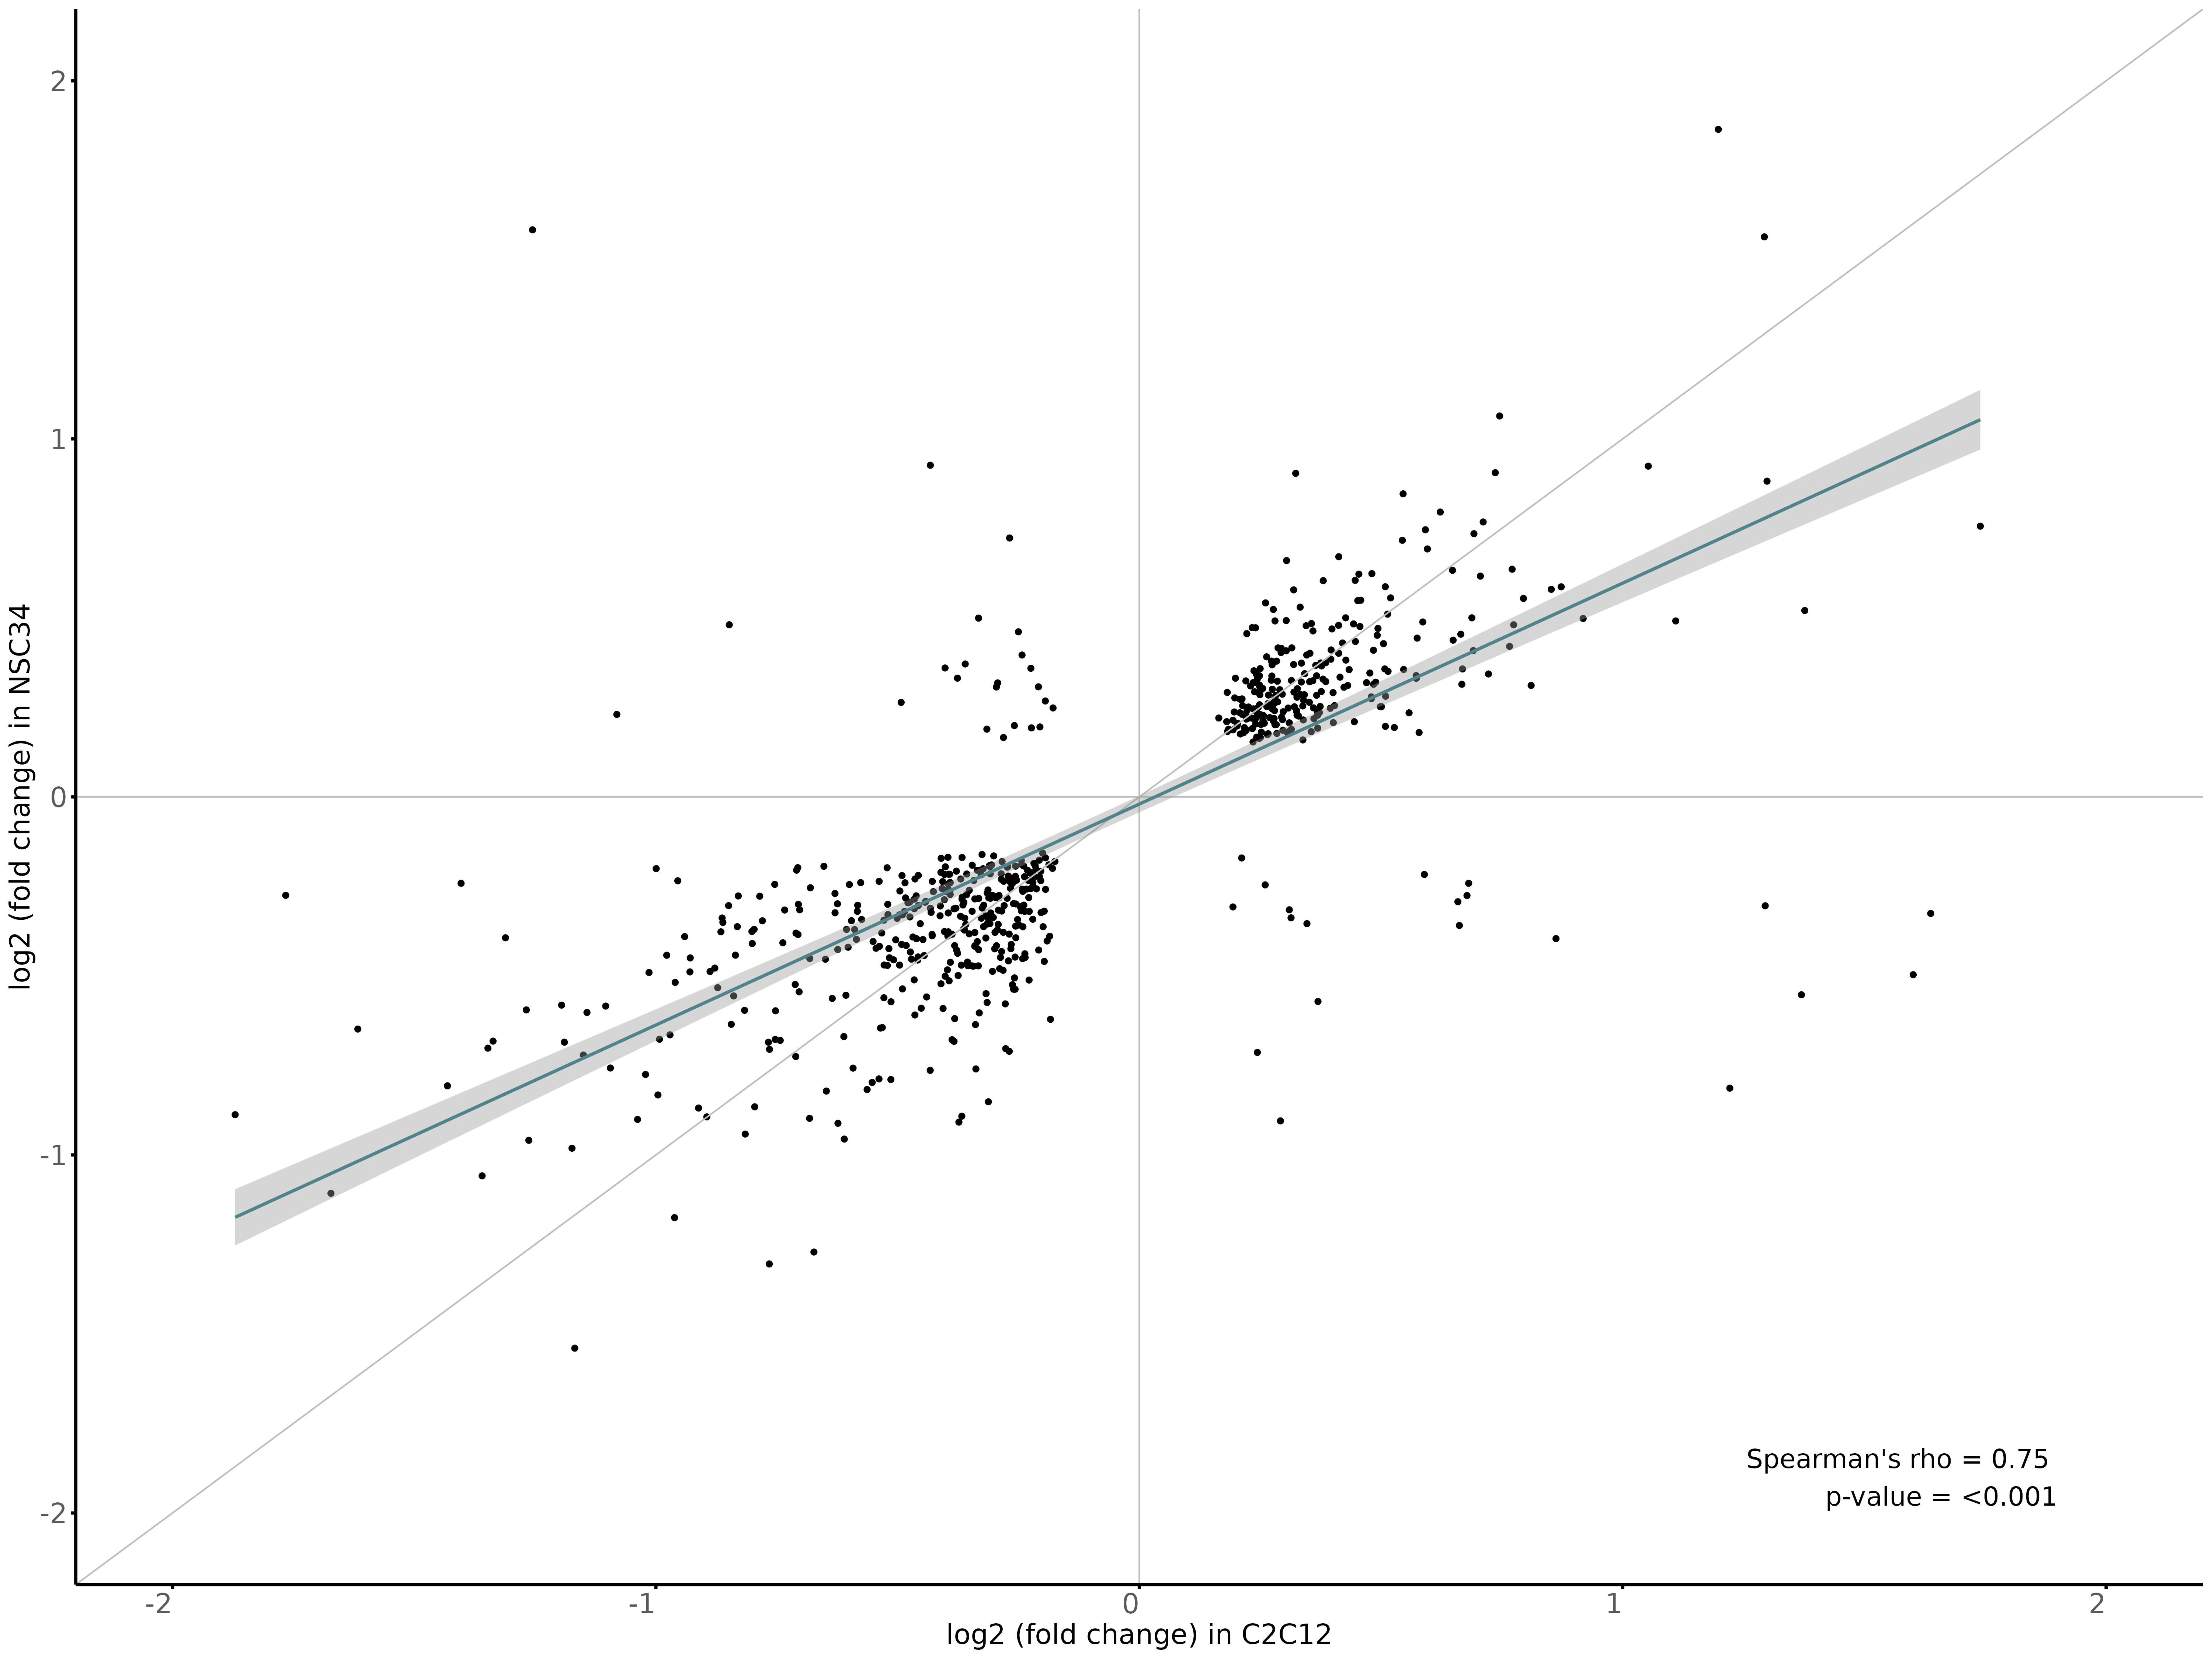 2
1
0
-1
-2
log2 (fold change) in NSC34
Spearman's rho = 0.75
p-value = <0.001
-2
-1
0
1
2
log2 (fold change) in C2C12